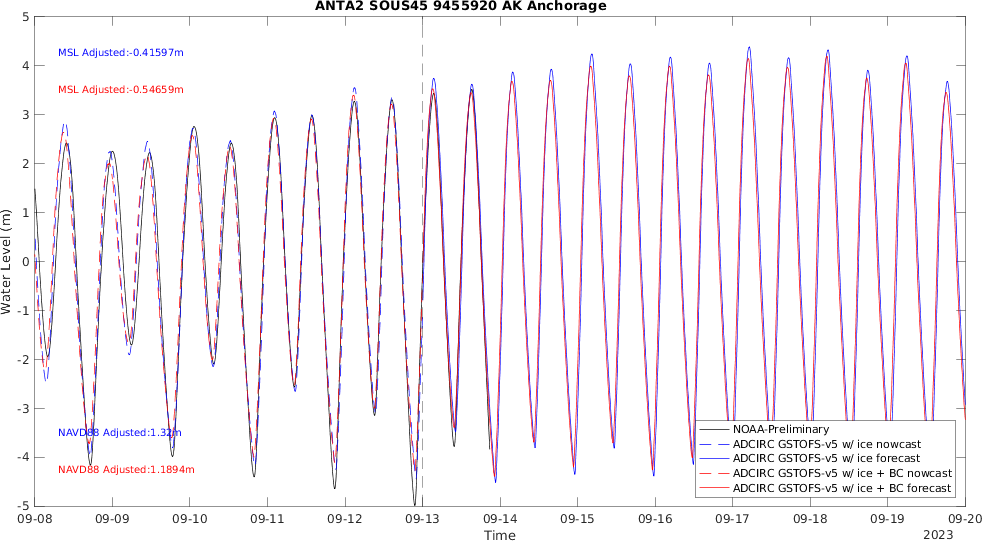 ANTA2 SOUS45 9455920 AK Anchorage
MSL Adjusted:-0.41597m
MSL Adjusted:-0.54659m
NAVD88 Adjusted:1.32m
NAVD88 Adjusted:1.1894m
Water Level (m)
5
4
3
2
1
0
-1
-2
-3
-4
-5
NOAA-Preliminary
ADCIRC GSTOFS-v5 w/ ice nowcast
ADCIRC GSTOFS-v5 w/ ice forecast
ADCIRC GSTOFS-v5 w/ ice + BC nowcast
ADCIRC GSTOFS-v5 w/ ice + BC forecast
09-08 09-09 09-10 09-11 09-12 09-13 09-14 09-15 09-16 09-17 09-18 09-19 09-20
Time
2023